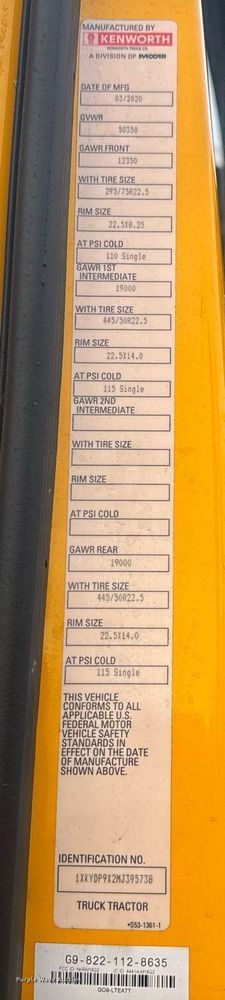 MANUFACTURED BY
KENWORTH
KENWORTH TRUCK CO.
A DIVISION OF PACCAR
DATE OF MFG
03/2020
GVWR
50350
GAWR FRONT
12350
WITH TIRE SIZE
295/75R22.5
RIM SIZE
22.5X8.25
AT PSI COLD
110 Single
GAWR 1ST
INTERMEDIATE
19000
WITH TIRE SIZE
445/50R22.5
RIM SIZE
22.5X14.0
AT PSI COLD
115 Single
GAWR 2ND
INTERMEDIATE
WITH TIRE SIZE
RIM SIZE
AT PSI COLD
GAWR REAR
19000
WITH TIRE SIZE
445/50R22.5
RIM SIZE
22.5X14.0
AT PSI COLD
115 Single
THIS VEHICLE
CONFORMS TO ALL
APPLICABLE U.S.
FEDERAL MOTOR
VEHICLE SAFETY
STANDARDS IN
EFFECT ON THE DATE
OF MANUFACTURE
SHOWN ABOVE.
IDENTIFICATION NO.
1XKYDP9X2MJ395738
TRUCK TRACTOR
*S53-1361-1
G9-822-112-8635